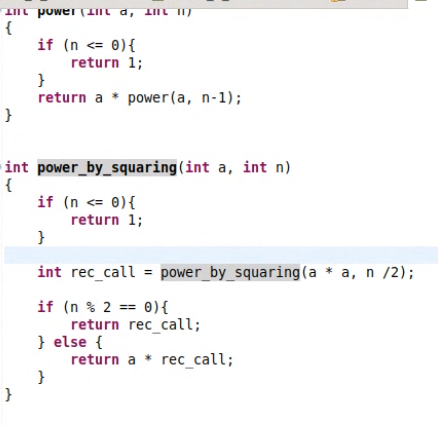 int power(int a, int n)
{
    if (n <= 0){
        return 1;
    }
    return a * power(a, n-1);
}
int power_by_squaring(int a, int n)
{
    if (n <= 0){
        return 1;
    }
    int rec_call = power_by_squaring(a * a, n /2);
    if (n % 2 == 0){
        return rec_call;
    } else {
        return a * rec_call;
    }
}